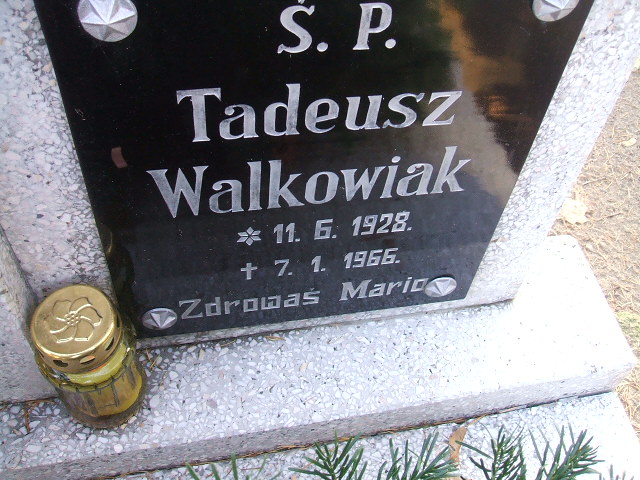 Ś. P.
Tadeusz
Walkowiak
* 11. 6. 1928.
† 7. 1. 1966.
Zdrowaś Mario